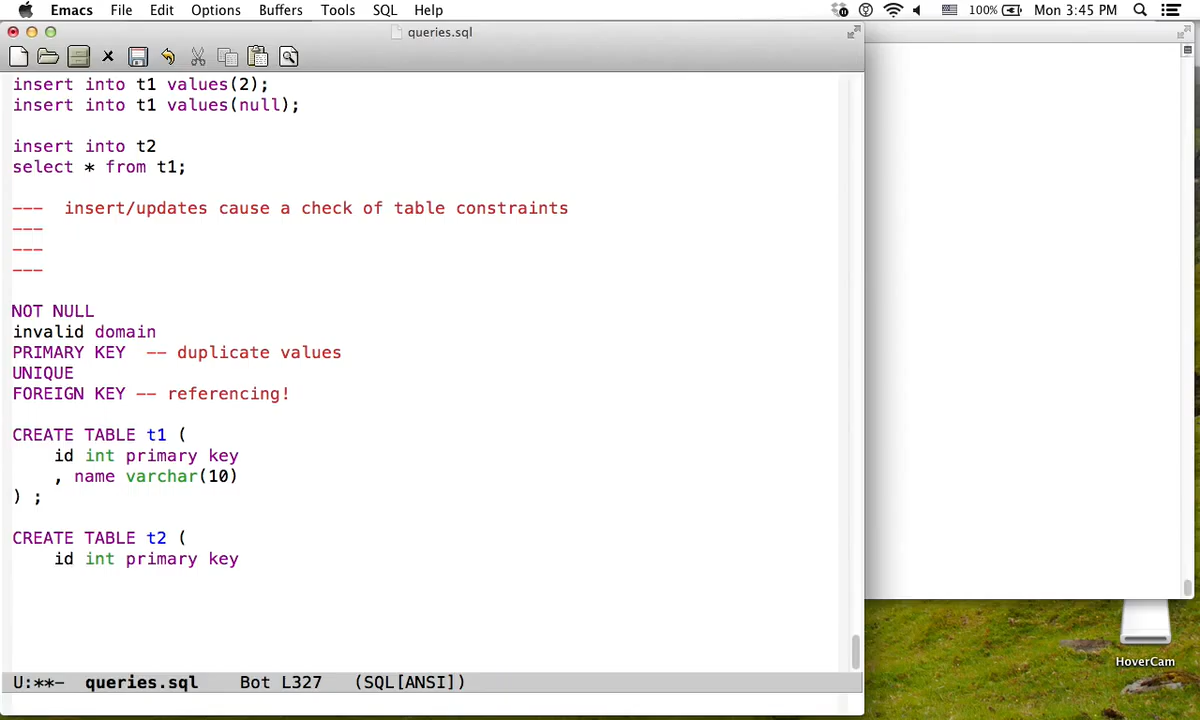 Emacs File Edit Options Buffers Tools SQL Help 100% Mon 3:45 PM
queries.sql
insert into t1 values(2);
insert into t1 values(null);
insert into t2
select * from t1;
--- insert/updates cause a check of table constraints
---
---
---
NOT NULL
invalid domain
PRIMARY KEY -- duplicate values
UNIQUE
FOREIGN KEY -- referencing!
CREATE TABLE t1 (
id int primary key
, name varchar(10)
) ;
CREATE TABLE t2 (
id int primary key
U:**- queries.sql Bot L327 (SQL[ANSI])
HoverCam